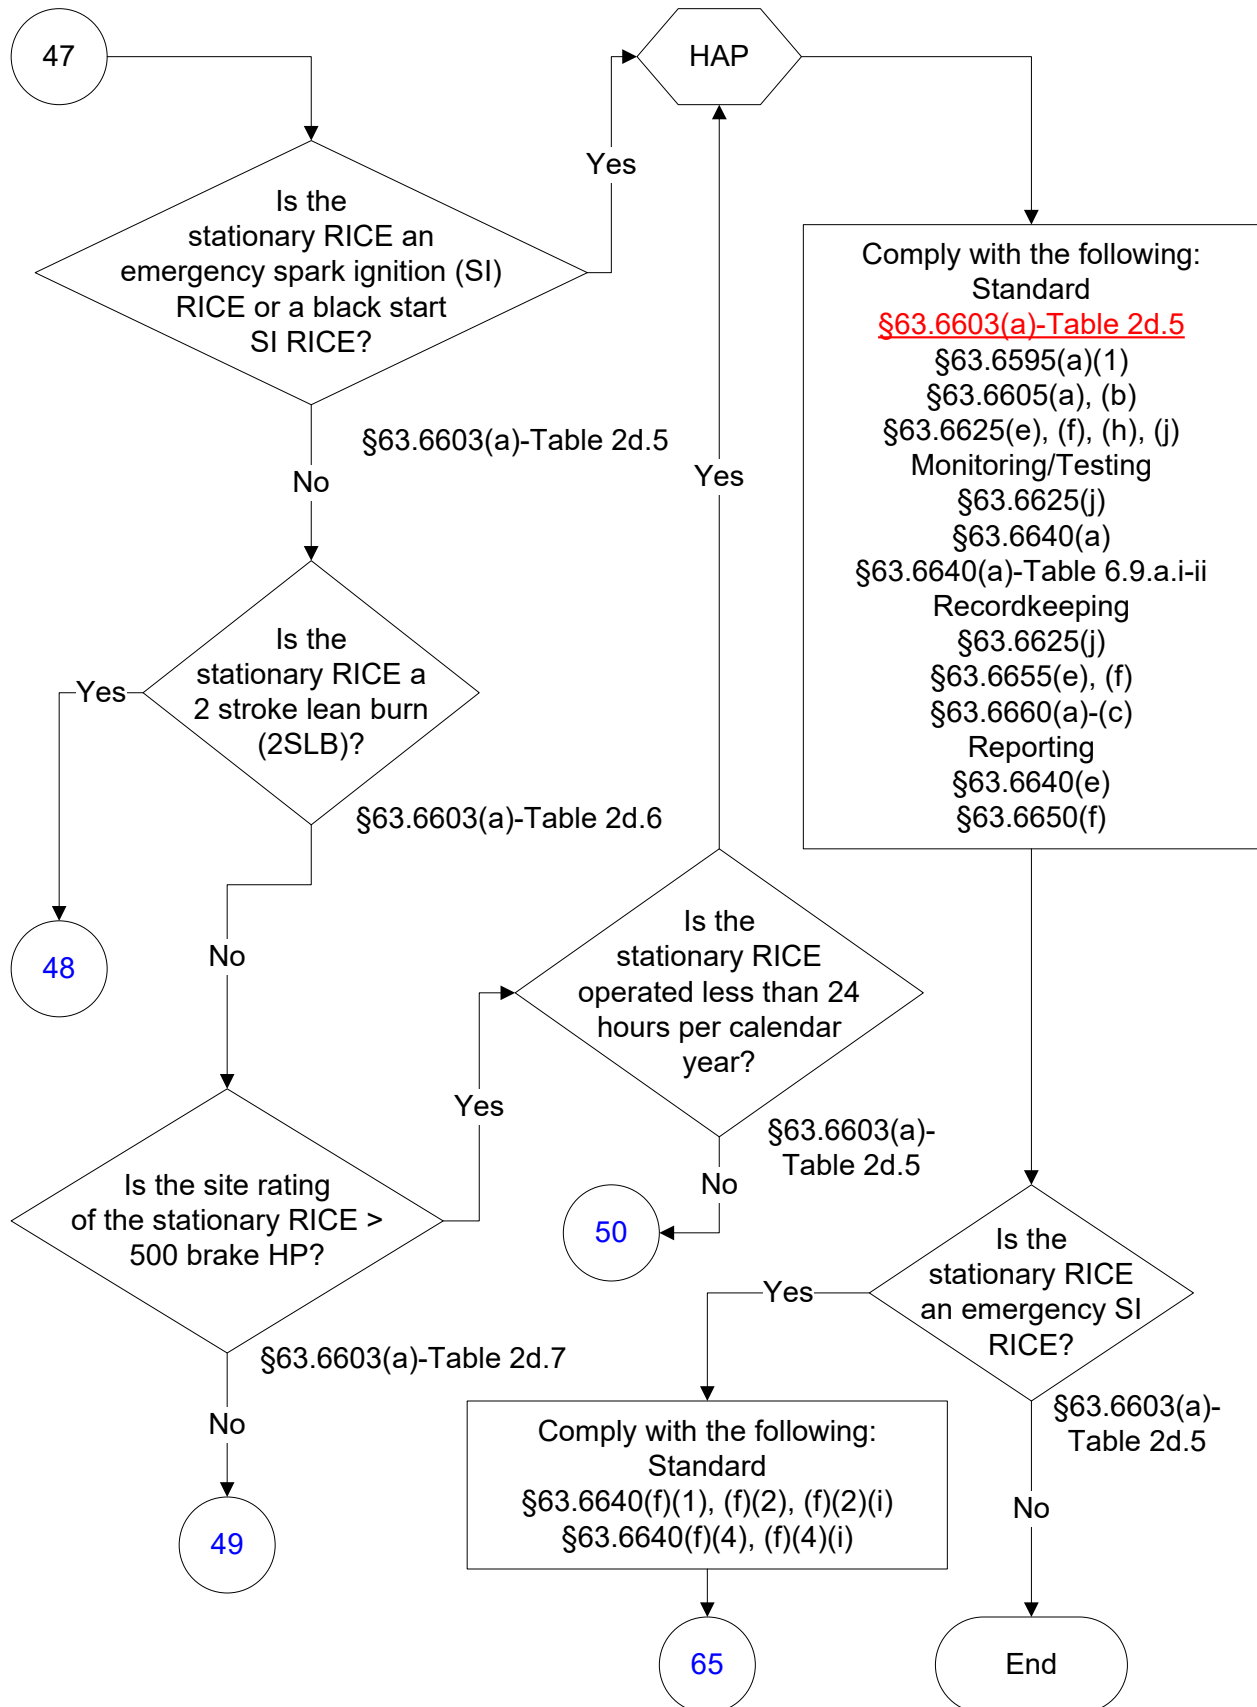 47
HAP
Yes
Is the
stationary RICE an
emergency spark ignition (SI)
RICE or a black start
SI RICE?
§63.6603(a)-Table 2d.5
No
Comply with the following:
Standard
§63.6603(a)-Table 2d.5
§63.6595(a)(1)
§63.6605(a), (b)
§63.6625(e), (f), (h), (j)
Monitoring/Testing
§63.6625(j)
§63.6640(a)
§63.6640(a)-Table 6.9.a.i-ii
Recordkeeping
§63.6625(j)
§63.6655(e), (f)
§63.6660(a)-(c)
Reporting
§63.6640(e)
§63.6650(f)
Yes
Is the
stationary RICE a
2 stroke lean burn
(2SLB)?
Yes
§63.6603(a)-Table 2d.6
48
No
Is the
stationary RICE
operated less than 24
hours per calendar
year?
Yes
§63.6603(a)-
Table 2d.5
No
50
Is the site rating
of the stationary RICE >
500 brake HP?
§63.6603(a)-Table 2d.7
No
49
Is the
stationary RICE
an emergency SI
RICE?
Yes
§63.6603(a)-
Table 2d.5
No
Comply with the following:
Standard
§63.6640(f)(1), (f)(2), (f)(2)(i)
§63.6640(f)(4), (f)(4)(i)
65
End